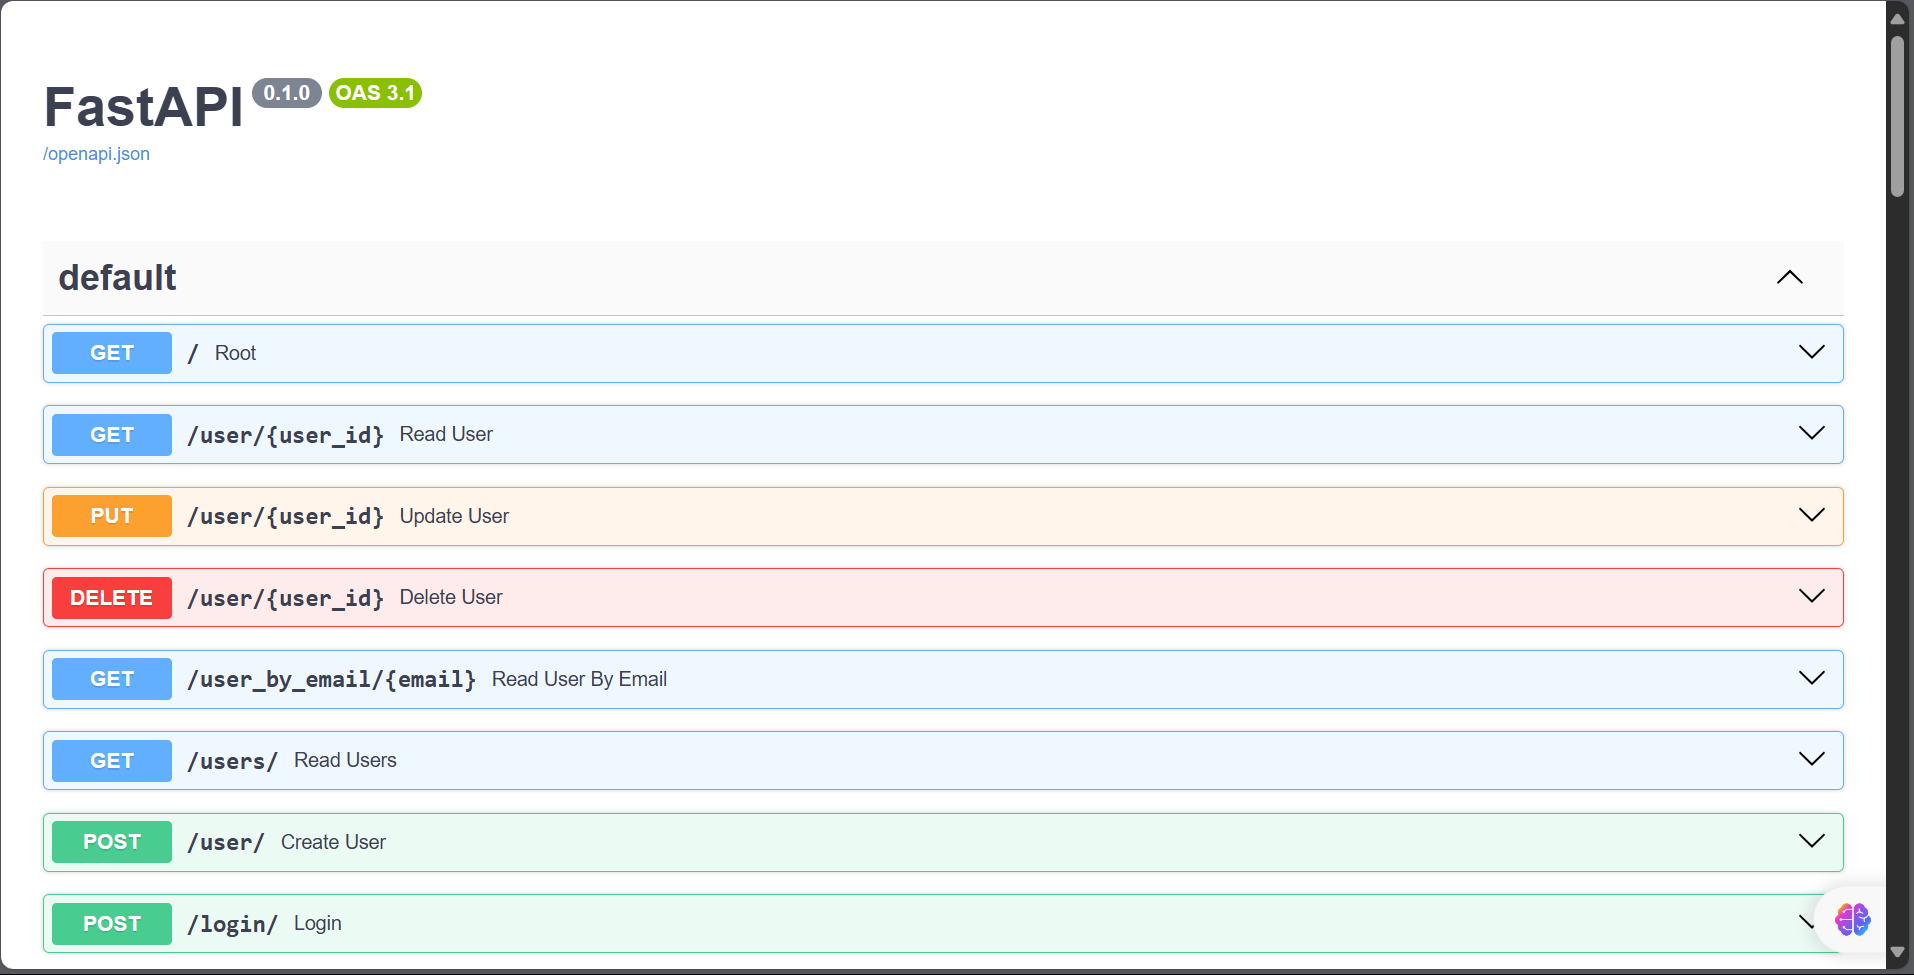 FastAPI 0.1.0 OAS 3.1
/openapi.json
default
GET / Root
GET /user/{user_id} Read User
PUT /user/{user_id} Update User
DELETE /user/{user_id} Delete User
GET /user_by_email/{email} Read User By Email
GET /users/ Read Users
POST /user/ Create User
POST /login/ Login